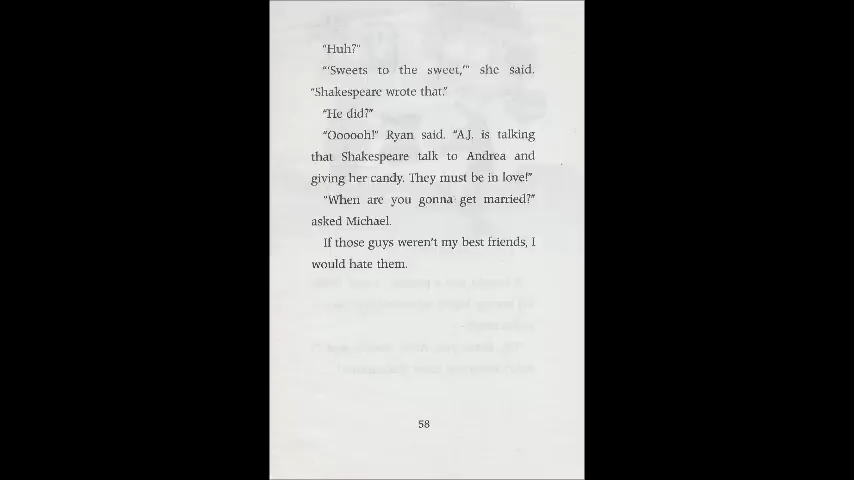 "Huh?"
"'Sweets to the sweet,'" she said.
"Shakespeare wrote that."
"He did?"
"Oooooh!" Ryan said. "A.J. is talking
that Shakespeare talk to Andrea and
giving her candy. They must be in love!"
"When are you gonna get married?"
asked Michael.
If those guys weren't my best friends, I
would hate them.
58